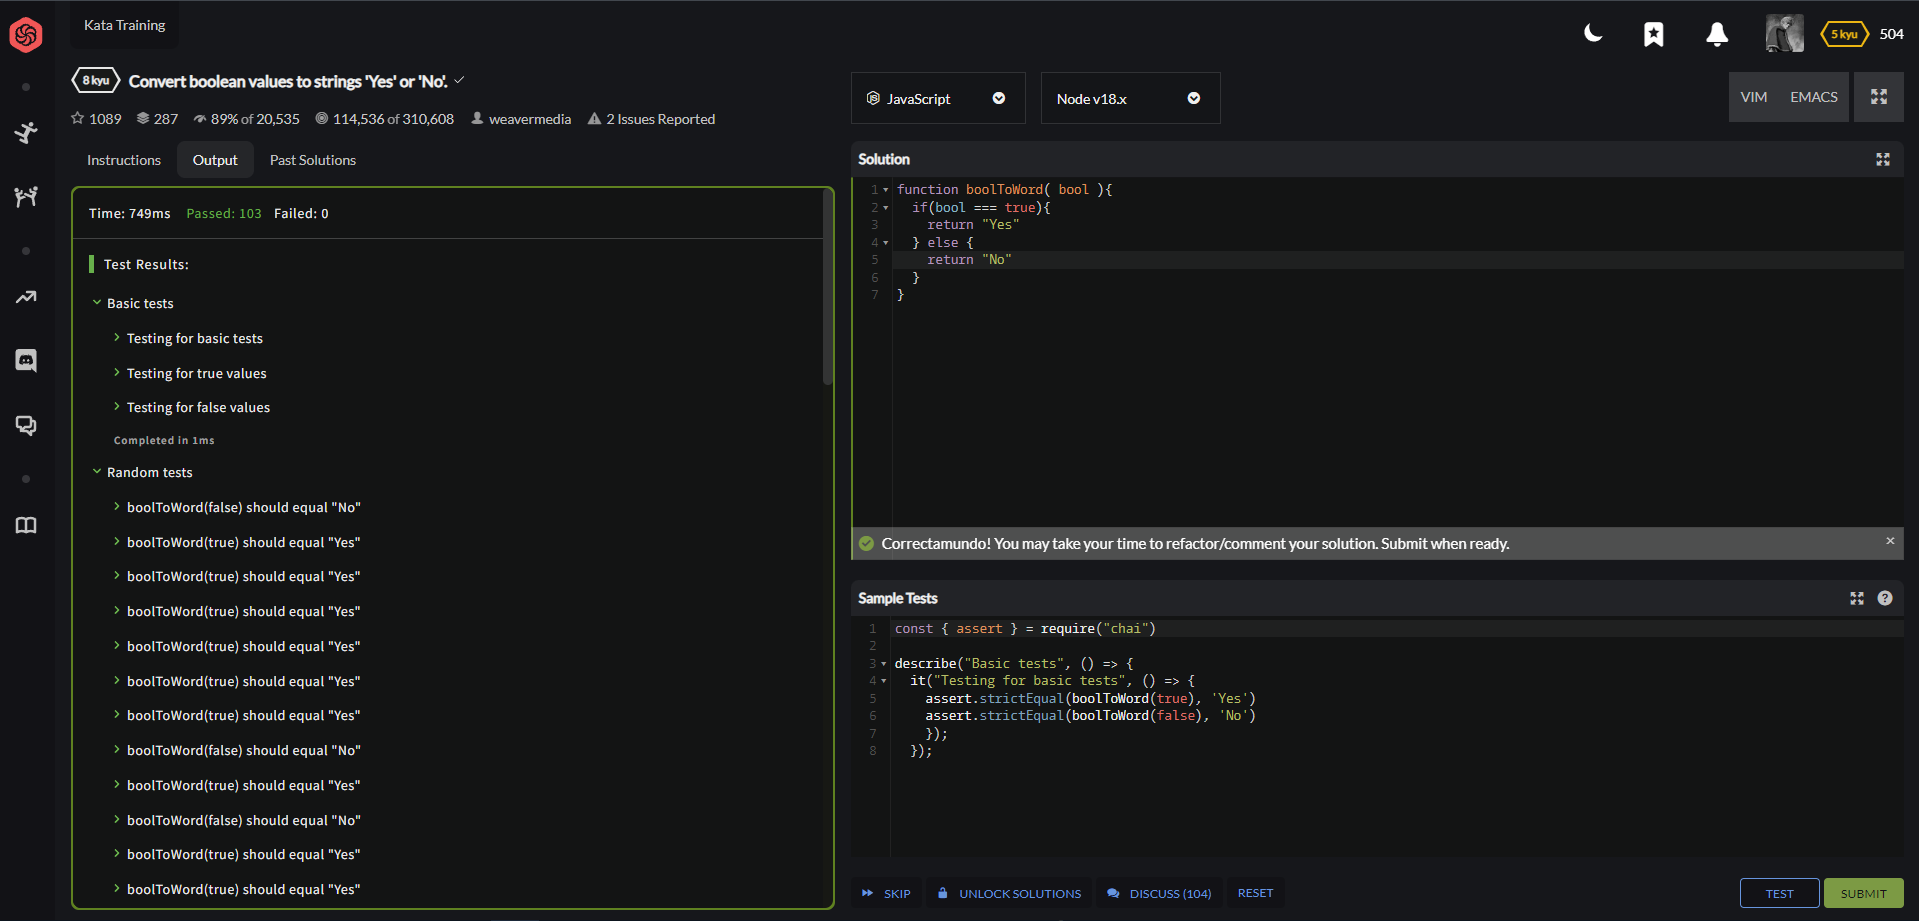 Kata Training
5 kyu 504
8 kyu Convert boolean values to strings 'Yes' or 'No'.
1089 287 89% of 20,535 114,536 of 310,608 weavermedia 2 Issues Reported
Instructions Output Past Solutions
Time: 749ms Passed: 103 Failed: 0
Test Results:
Basic tests
Testing for basic tests
Testing for true values
Testing for false values
Completed in 1ms
Random tests
boolToWord(false) should equal "No"
boolToWord(true) should equal "Yes"
boolToWord(true) should equal "Yes"
boolToWord(true) should equal "Yes"
boolToWord(true) should equal "Yes"
boolToWord(true) should equal "Yes"
boolToWord(true) should equal "Yes"
boolToWord(false) should equal "No"
boolToWord(true) should equal "Yes"
boolToWord(false) should equal "No"
boolToWord(true) should equal "Yes"
boolToWord(true) should equal "Yes"
JavaScript Node v18.x VIM EMACS
Solution
1 function boolToWord( bool ){
2 if(bool === true){
3 return "Yes"
4 } else {
5 return "No"
6 }
7 }
Correctamundo! You may take your time to refactor/comment your solution. Submit when ready. ×
Sample Tests ?
1 const { assert } = require("chai")
2
3 describe("Basic tests", () => {
4 it("Testing for basic tests", () => {
5 assert.strictEqual(boolToWord(true), 'Yes')
6 assert.strictEqual(boolToWord(false), 'No')
7 });
8 });
SKIP UNLOCK SOLUTIONS DISCUSS (104) RESET TEST SUBMIT